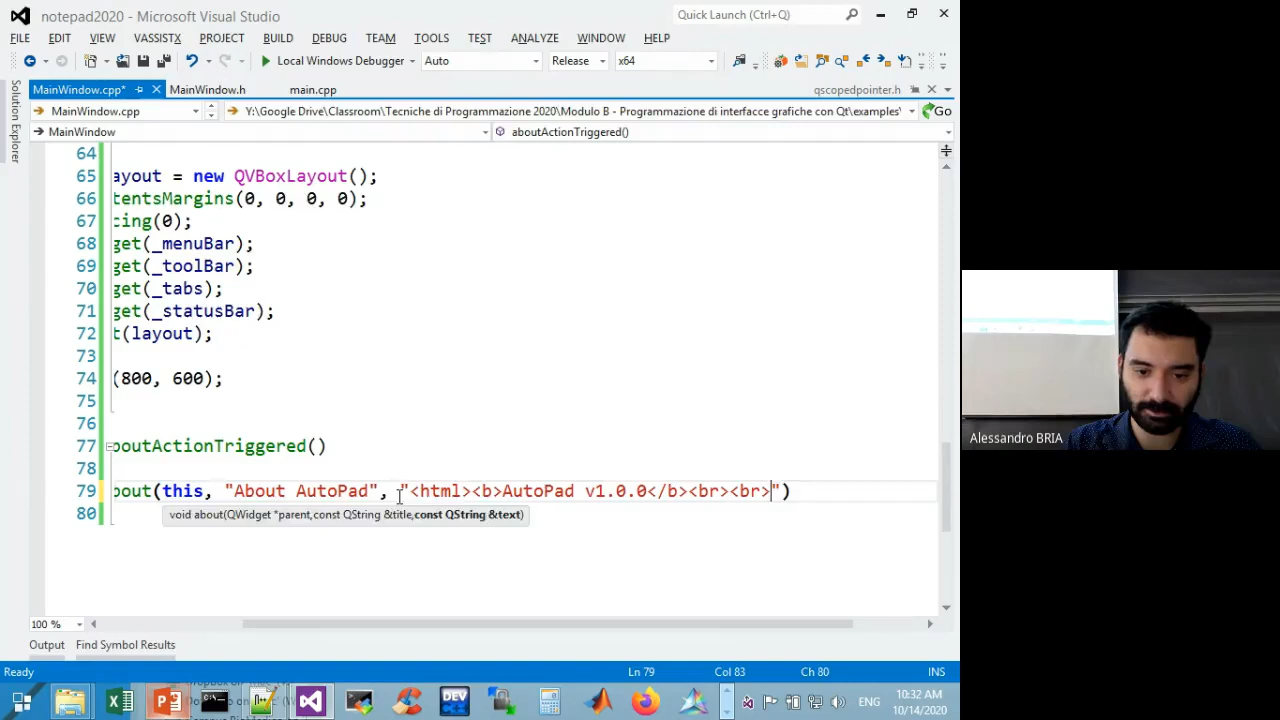 notepad2020 - Microsoft Visual Studio
Quick Launch (Ctrl+Q)
FILE EDIT VIEW VASSISTX PROJECT BUILD DEBUG TEAM TOOLS TEST ANALYZE WINDOW HELP
Local Windows Debugger Auto Release x64
MainWindow.cpp* MainWindow.h main.cpp qscopedpointer.h
Solution Explorer
MainWindow.cpp Y:\Google Drive\Classroom\Tecniche di Programmazione 2020\Modulo B - Programmazione di interfacce grafiche con Qt\examples\ Go
MainWindow aboutActionTriggered()
64
65 ayout = new QVBoxLayout();
66 tentsMargins(0, 0, 0, 0);
67 cing(0);
68 get(_menuBar);
69 get(_toolBar);
70 get(_tabs);
71 get(_statusBar);
72 t(layout);
73
74 (800, 600);
75
76
77 boutActionTriggered()
78
79 bout(this, "About AutoPad", "<html><b>AutoPad v1.0.0</b><br><br>")
80 void about(QWidget *parent,const QString &title,const QString &text)
100 %
Output Find Symbol Results
Ready Ln 79 Col 83 Ch 80 INS
DEV
ENG
10:32 AM
10/14/2020
Alessandro BRIA